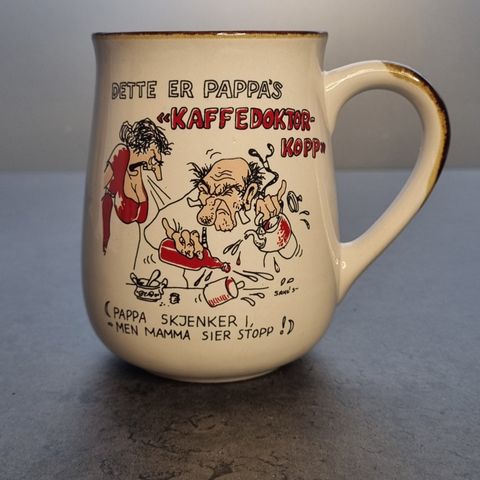 DETTE ER PAPPA'S
«KAFFEDOKTOR-
KOPP»
(PAPPA SKJENKER I,
-MEN MAMMA SIER STOPP!)